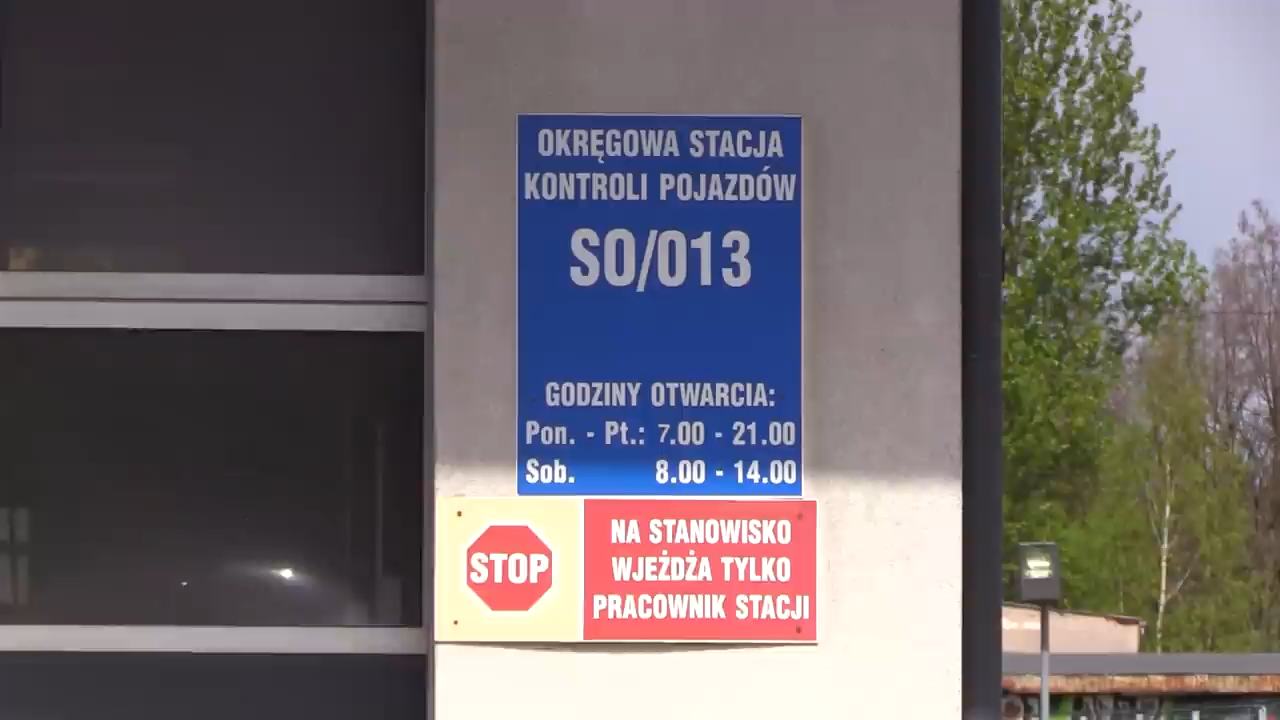 OKRĘGOWA STACJA
KONTROLI POJAZDÓW
SO/013
GODZINY OTWARCIA:
Pon. - Pt.: 7.00 - 21.00
Sob. 8.00 - 14.00
STOP
NA STANOWISKO
WJEŻDŻA TYLKO
PRACOWNIK STACJI